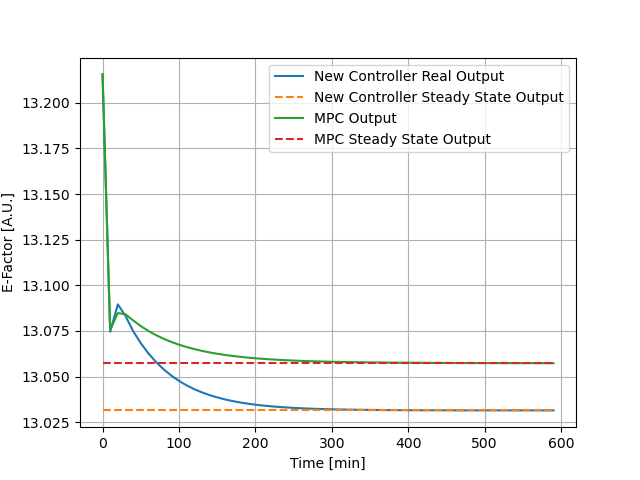 New Controller Real Output
New Controller Steady State Output
MPC Output
MPC Steady State Output
E-Factor [A.U.]
13.200
13.175
13.150
13.125
13.100
13.075
13.050
13.025
0 100 200 300 400 500 600
Time [min]